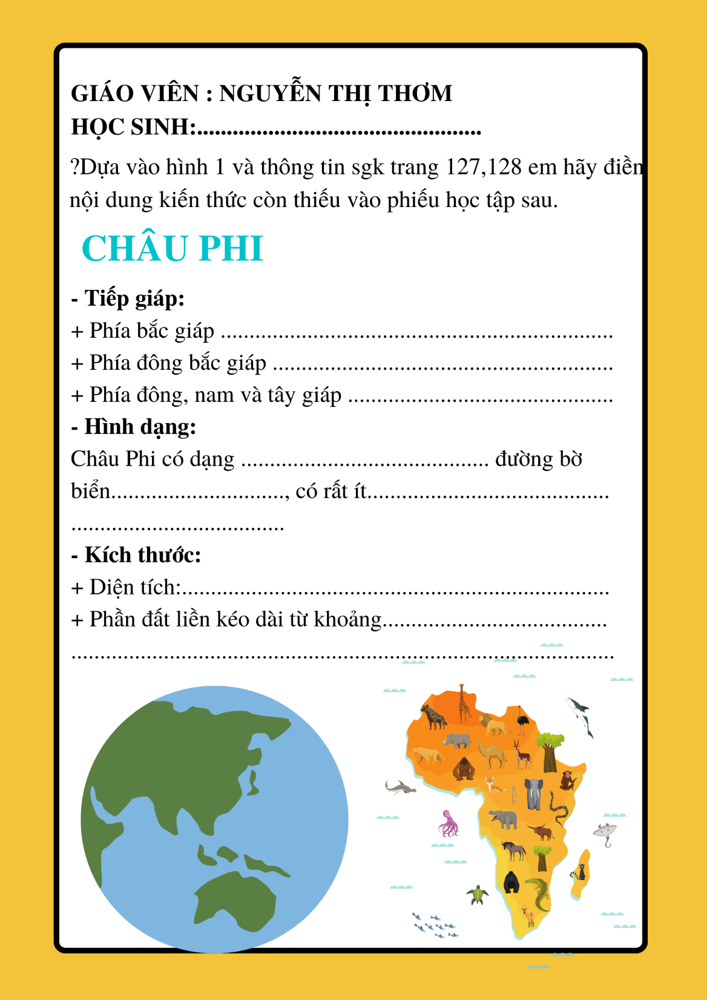 GIÁO VIÊN : NGUYỄN THỊ THƠM
HỌC SINH:................................................
?Dựa vào hình 1 và thông tin sgk trang 127,128 em hãy điền
nội dung kiến thức còn thiếu vào phiếu học tập sau.
CHÂU PHI
- Tiếp giáp:
+ Phía bắc giáp ....................................................................
+ Phía đông bắc giáp ...........................................................
+ Phía đông, nam và tây giáp ..............................................
- Hình dạng:
Châu Phi có dạng ........................................... đường bờ
biển.............................., có rất ít..........................................
.....................................
- Kích thước:
+ Diện tích:..........................................................................
+ Phần đất liền kéo dài từ khoảng.......................................
..............................................................................................